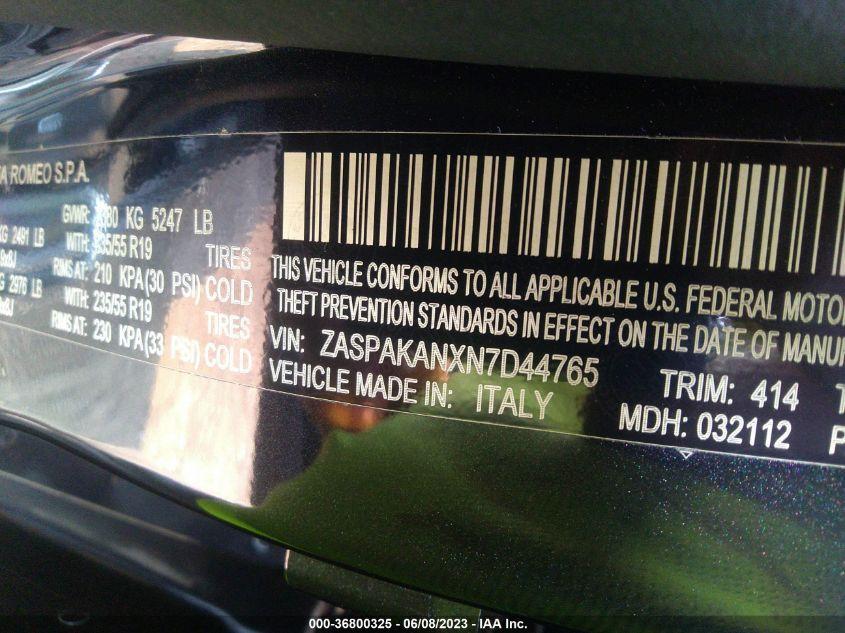 ROMEO S.P.A.
GVWR: KG 5247 LB
KG 2491 LB WITH: 235/55 R19 TIRES
RIMS AT: 210 KPA(30 PSI) COLD
2976 LB WITH: 235/55 R19 TIRES
RIMS AT: 230 KPA(33 PSI) COLD
THIS VEHICLE CONFORMS TO ALL APPLICABLE U.S. FEDERAL MOTOR
THEFT PREVENTION STANDARDS IN EFFECT ON THE DATE OF MANUF
VIN: ZASPAKANXN7D44765 TRIM: 414
VEHICLE MADE IN: ITALY MDH: 032112
000-36800325 - 06/08/2023 - IAA Inc.